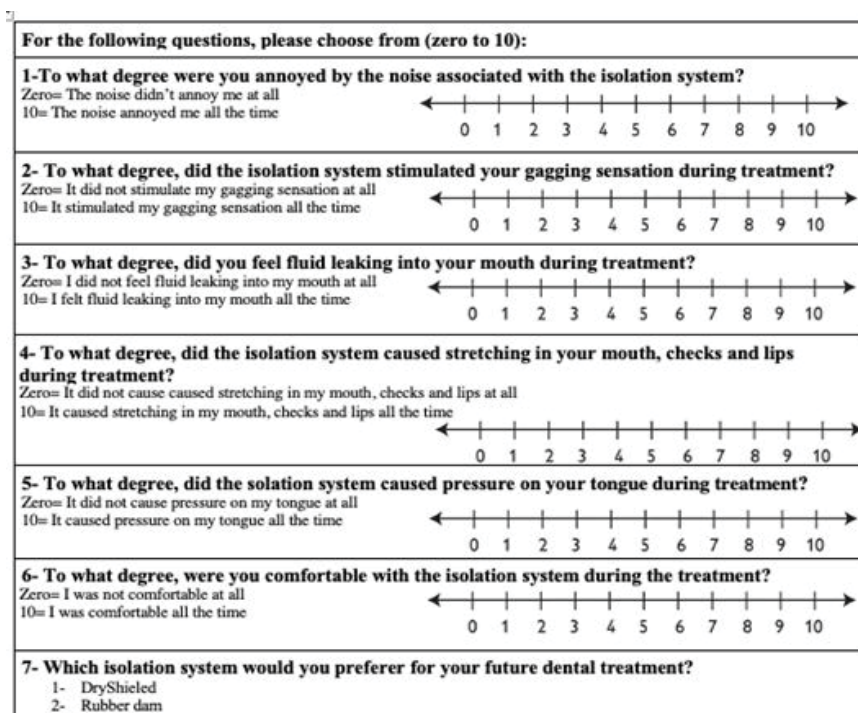 For the following questions, please choose from (zero to 10):
1-To what degree were you annoyed by the noise associated with the isolation system?
Zero= The noise didn't annoy me at all
10= The noise annoyed me all the time
0 1 2 3 4 5 6 7 8 9 10
2- To what degree, did the isolation system stimulated your gagging sensation during treatment?
Zero= It did not stimulate my gagging sensation at all
10= It stimulated my gagging sensation all the time
0 1 2 3 4 5 6 7 8 9 10
3- To what degree, did you feel fluid leaking into your mouth during treatment?
Zero= I did not feel fluid leaking into my mouth at all
10= I felt fluid leaking into my mouth all the time
0 1 2 3 4 5 6 7 8 9 10
4- To what degree, did the isolation system caused stretching in your mouth, checks and lips
during treatment?
Zero= It did not cause caused stretching in my mouth, checks and lips at all
10= It caused stretching in my mouth, checks and lips all the time
0 1 2 3 4 5 6 7 8 9 10
5- To what degree, did the solation system caused pressure on your tongue during treatment?
Zero= It did not cause pressure on my tongue at all
10= It caused pressure on my tongue all the time
0 1 2 3 4 5 6 7 8 9 10
6- To what degree, were you comfortable with the isolation system during the treatment?
Zero= I was not comfortable at all
10= I was comfortable all the time
0 1 2 3 4 5 6 7 8 9 10
7- Which isolation system would you preferer for your future dental treatment?
1- DryShieled
2- Rubber dam